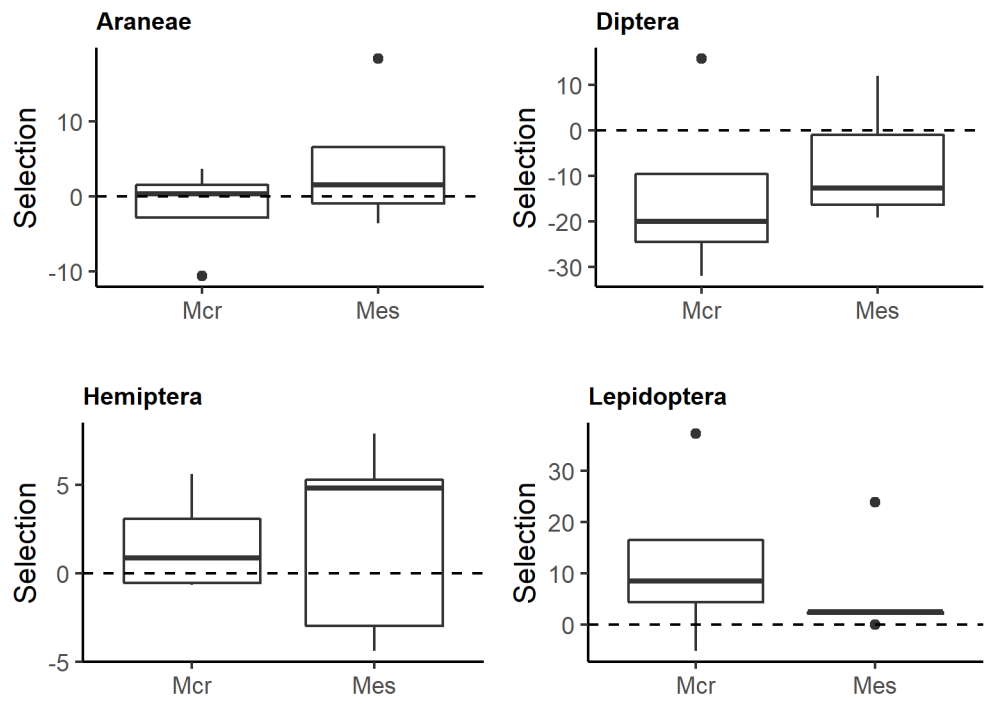 Araneae
Selection
10
0
-10
Mcr Mes
Diptera
Selection
10
0
-10
-20
-30
Mcr Mes
Hemiptera
Selection
5
0
-5
Mcr Mes
Lepidoptera
Selection
30
20
10
0
Mcr Mes